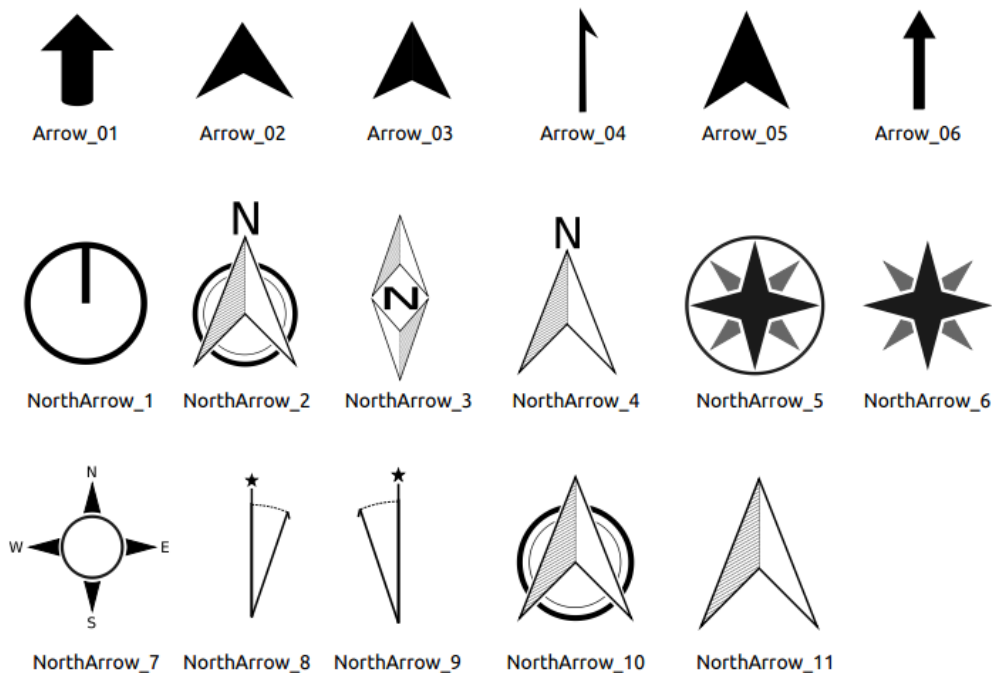 Arrow_01 Arrow_02 Arrow_03 Arrow_04 Arrow_05 Arrow_06
N N
N
NorthArrow_1 NorthArrow_2 NorthArrow_3 NorthArrow_4 NorthArrow_5 NorthArrow_6
N
W E
S
NorthArrow_7 NorthArrow_8 NorthArrow_9 NorthArrow_10 NorthArrow_11